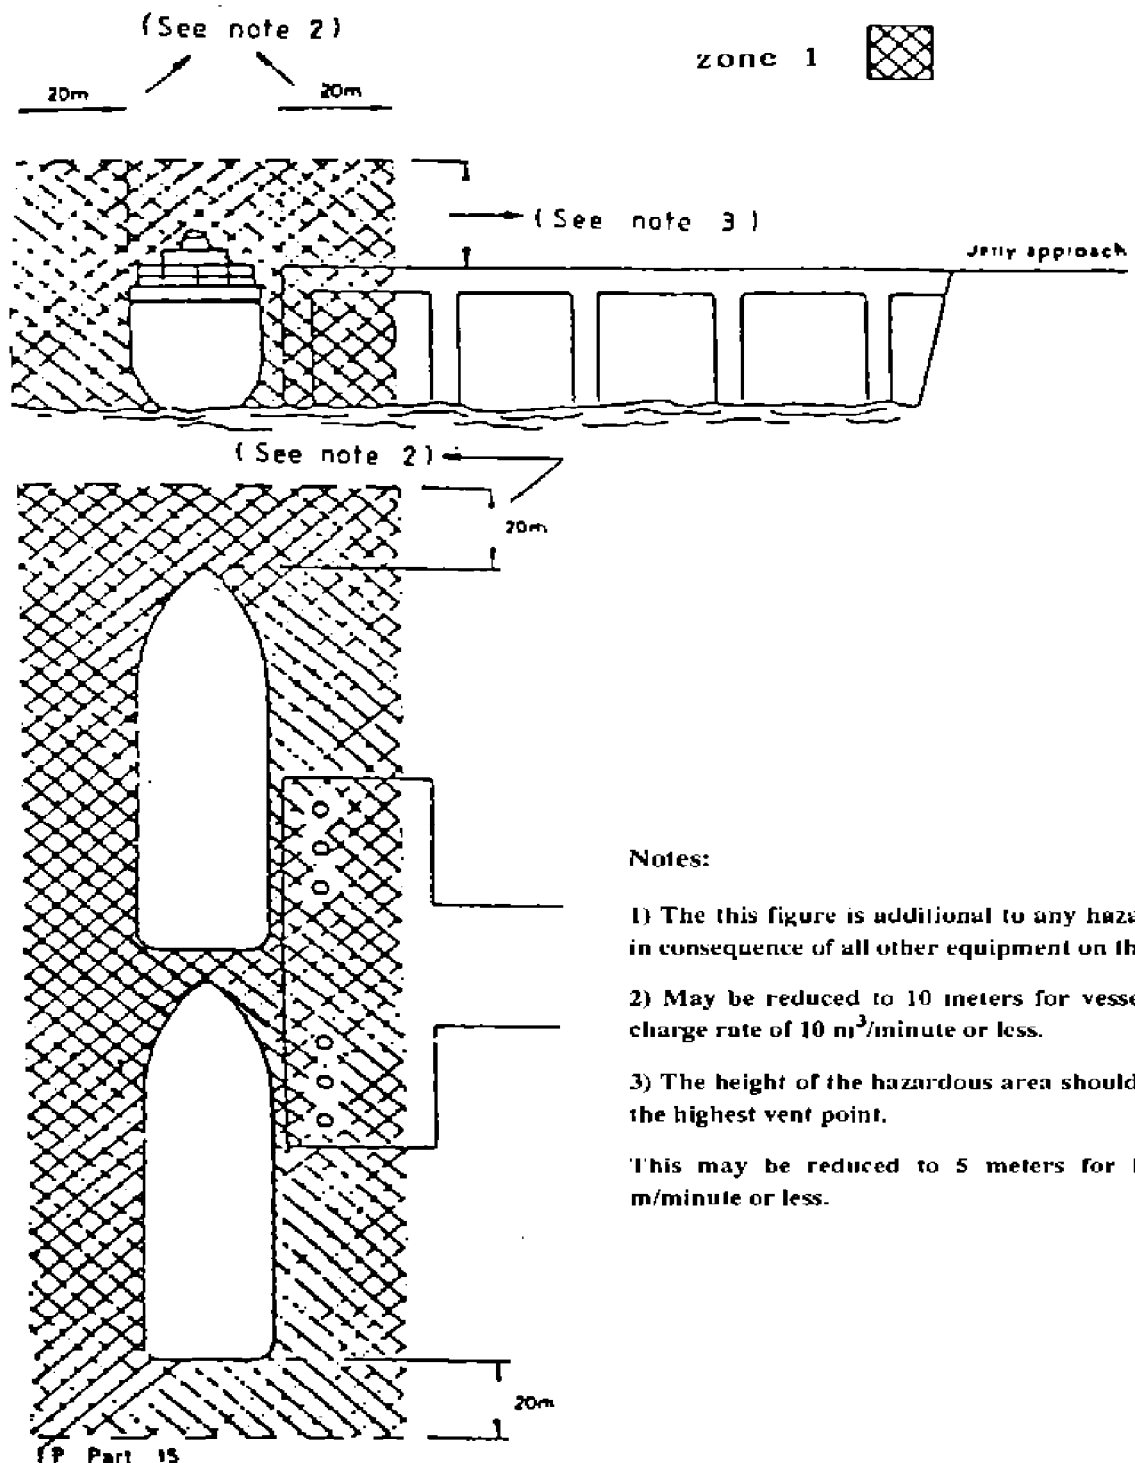 (See note 2)
zone 1
20m
20m
(See note 3)
Jetty approach
(See note 2)
20m
Notes:
1) The this figure is additional to any
in consequence of all other equipment on
2) May be reduced to 10 meters for
charge rate of 10 m³/minute or less.
3) The height of the hazardous area should
the highest vent point.
This may be reduced to 5 meters for
m/minute or less.
20m
IP Part 15